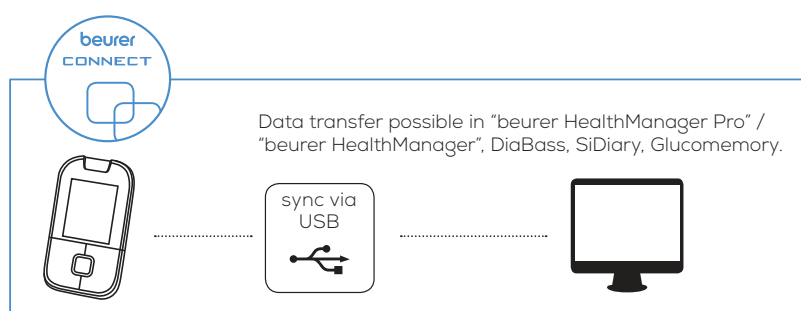 beurer
CONNECT
Data transfer possible in “beurer HealthManager Pro” /
“beurer HealthManager”, DiaBass, SiDiary, Glucomemory.
sync via
USB